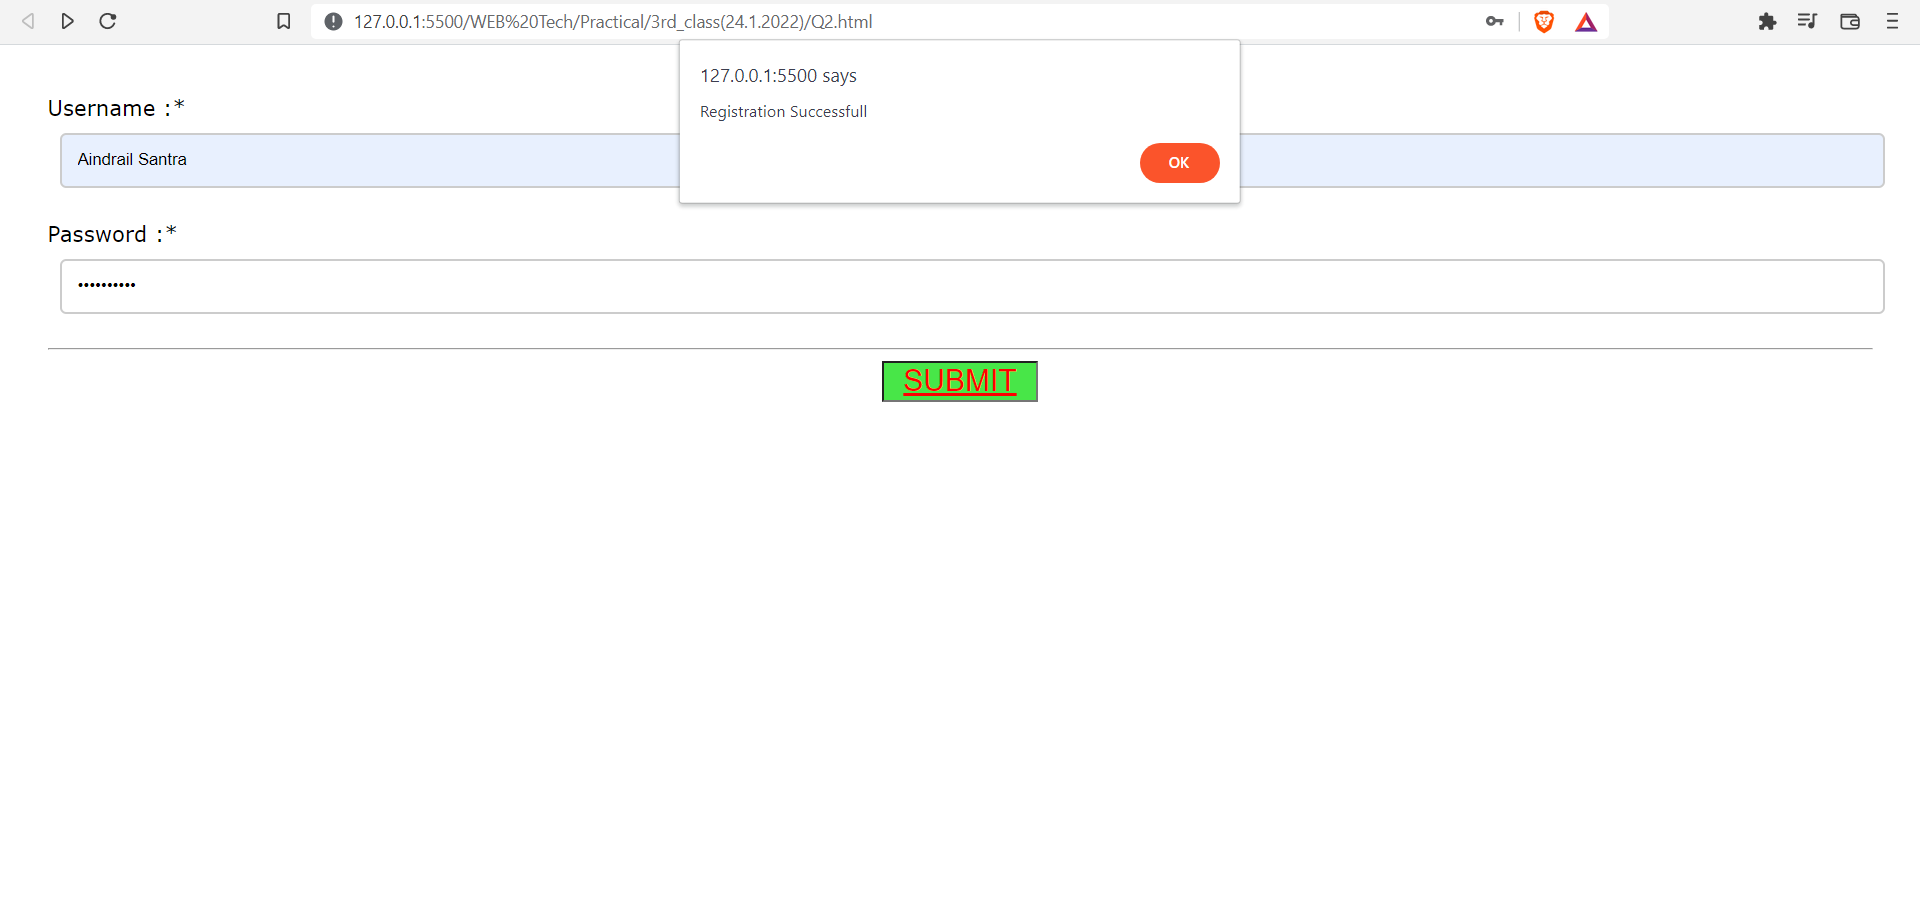 127.0.0.1:5500/WEB%20Tech/Practical/3rd_class(24.1.2022)/Q2.html
127.0.0.1:5500 says
Registration Successfull
OK
Username :*
Aindrail Santra
Password :*
••••••••••
SUBMIT